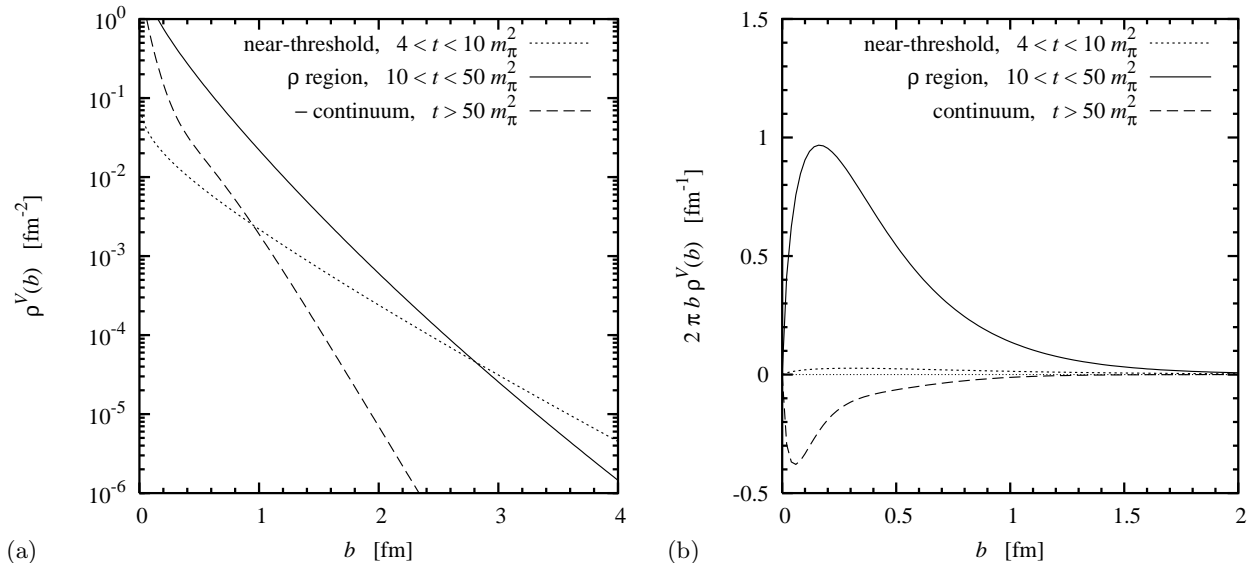 near-threshold, 4 < t < 10 m_π^2
ρ region, 10 < t < 50 m_π^2
– continuum, t > 50 m_π^2
10^0
10^-1
10^-2
10^-3
10^-4
10^-5
10^-6
ρ^V(b) [fm^-2]
0 1 2 3 4
b [fm]
(a)
near-threshold, 4 < t < 10 m_π^2
ρ region, 10 < t < 50 m_π^2
continuum, t > 50 m_π^2
1.5
1
0.5
0
-0.5
2 π b ρ^V(b) [fm^-1]
0 0.5 1 1.5 2
b [fm]
(b)